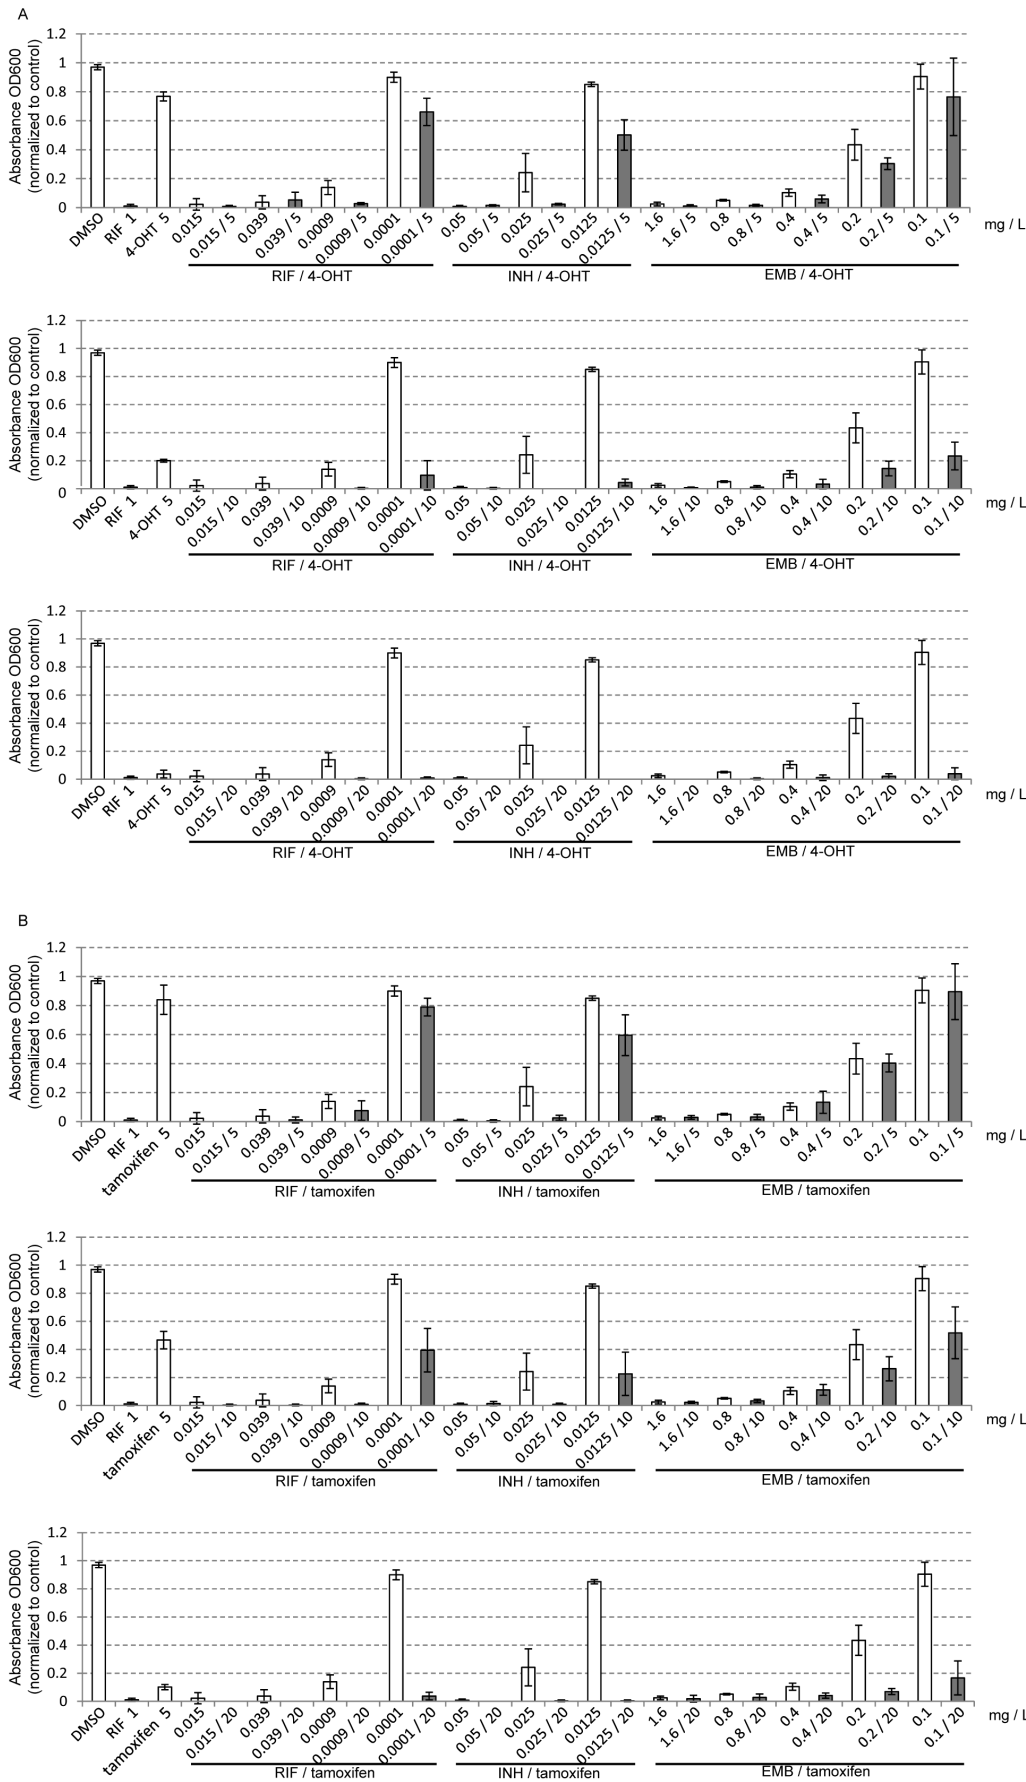 A
Absorbance OD600
(normalized to control)
1.2
1
0.8
0.6
0.4
0.2
0
DMSO
RIF 1
4-OHT 5
0.015
0.015 / 5
0.039
0.039 / 5
0.0009
0.0009 / 5
0.0001
0.0001 / 5
0.05
0.05 / 5
0.025
0.025 / 5
0.0125
0.0125 / 5
1.6
1.6 / 5
0.8
0.8 / 5
0.4
0.4 / 5
0.2
0.2 / 5
0.1
0.1 / 5
mg / L
RIF / 4-OHT
INH / 4-OHT
EMB / 4-OHT
Absorbance OD600
(normalized to control)
1.2
1
0.8
0.6
0.4
0.2
0
DMSO
RIF 1
4-OHT 5
0.015
0.015 / 10
0.039
0.039 / 10
0.0009
0.0009 / 10
0.0001
0.0001 / 10
0.05
0.05 / 10
0.025
0.025 / 10
0.0125
0.0125 / 10
1.6
1.6 / 10
0.8
0.8 / 10
0.4
0.4 / 10
0.2
0.2 / 10
0.1
0.1 / 10
mg / L
RIF / 4-OHT
INH / 4-OHT
EMB / 4-OHT
Absorbance OD600
(normalized to control)
1.2
1
0.8
0.6
0.4
0.2
0
DMSO
RIF 1
4-OHT 5
0.015
0.015 / 20
0.039
0.039 / 20
0.0009
0.0009 / 20
0.0001
0.0001 / 20
0.05
0.05 / 20
0.025
0.025 / 20
0.0125
0.0125 / 20
1.6
1.6 / 20
0.8
0.8 / 20
0.4
0.4 / 20
0.2
0.2 / 20
0.1
0.1 / 20
mg / L
RIF / 4-OHT
INH / 4-OHT
EMB / 4-OHT
B
Absorbance OD600
(normalized to control)
1.2
1
0.8
0.6
0.4
0.2
0
DMSO
RIF 1
tamoxifen 5
0.015
0.015 / 5
0.039
0.039 / 5
0.0009
0.0009 / 5
0.0001
0.0001 / 5
0.05
0.05 / 5
0.025
0.025 / 5
0.0125
0.0125 / 5
1.6
1.6 / 5
0.8
0.8 / 5
0.4
0.4 / 5
0.2
0.2 / 5
0.1
0.1 / 5
mg / L
RIF / tamoxifen
INH / tamoxifen
EMB / tamoxifen
Absorbance OD600
(normalized to control)
1.2
1
0.8
0.6
0.4
0.2
0
DMSO
RIF 1
tamoxifen 5
0.015
0.015 / 10
0.039
0.039 / 10
0.0009
0.0009 / 10
0.0001
0.0001 / 10
0.05
0.05 / 10
0.025
0.025 / 10
0.0125
0.0125 / 10
1.6
1.6 / 10
0.8
0.8 / 10
0.4
0.4 / 10
0.2
0.2 / 10
0.1
0.1 / 10
mg / L
RIF / tamoxifen
INH / tamoxifen
EMB / tamoxifen
Absorbance OD600
(normalized to control)
1.2
1
0.8
0.6
0.4
0.2
0
DMSO
RIF 1
tamoxifen 5
0.015
0.015 / 20
0.039
0.039 / 20
0.0009
0.0009 / 20
0.0001
0.0001 / 20
0.05
0.05 / 20
0.025
0.025 / 20
0.0125
0.0125 / 20
1.6
1.6 / 20
0.8
0.8 / 20
0.4
0.4 / 20
0.2
0.2 / 20
0.1
0.1 / 20
mg / L
RIF / tamoxifen
INH / tamoxifen
EMB / tamoxifen